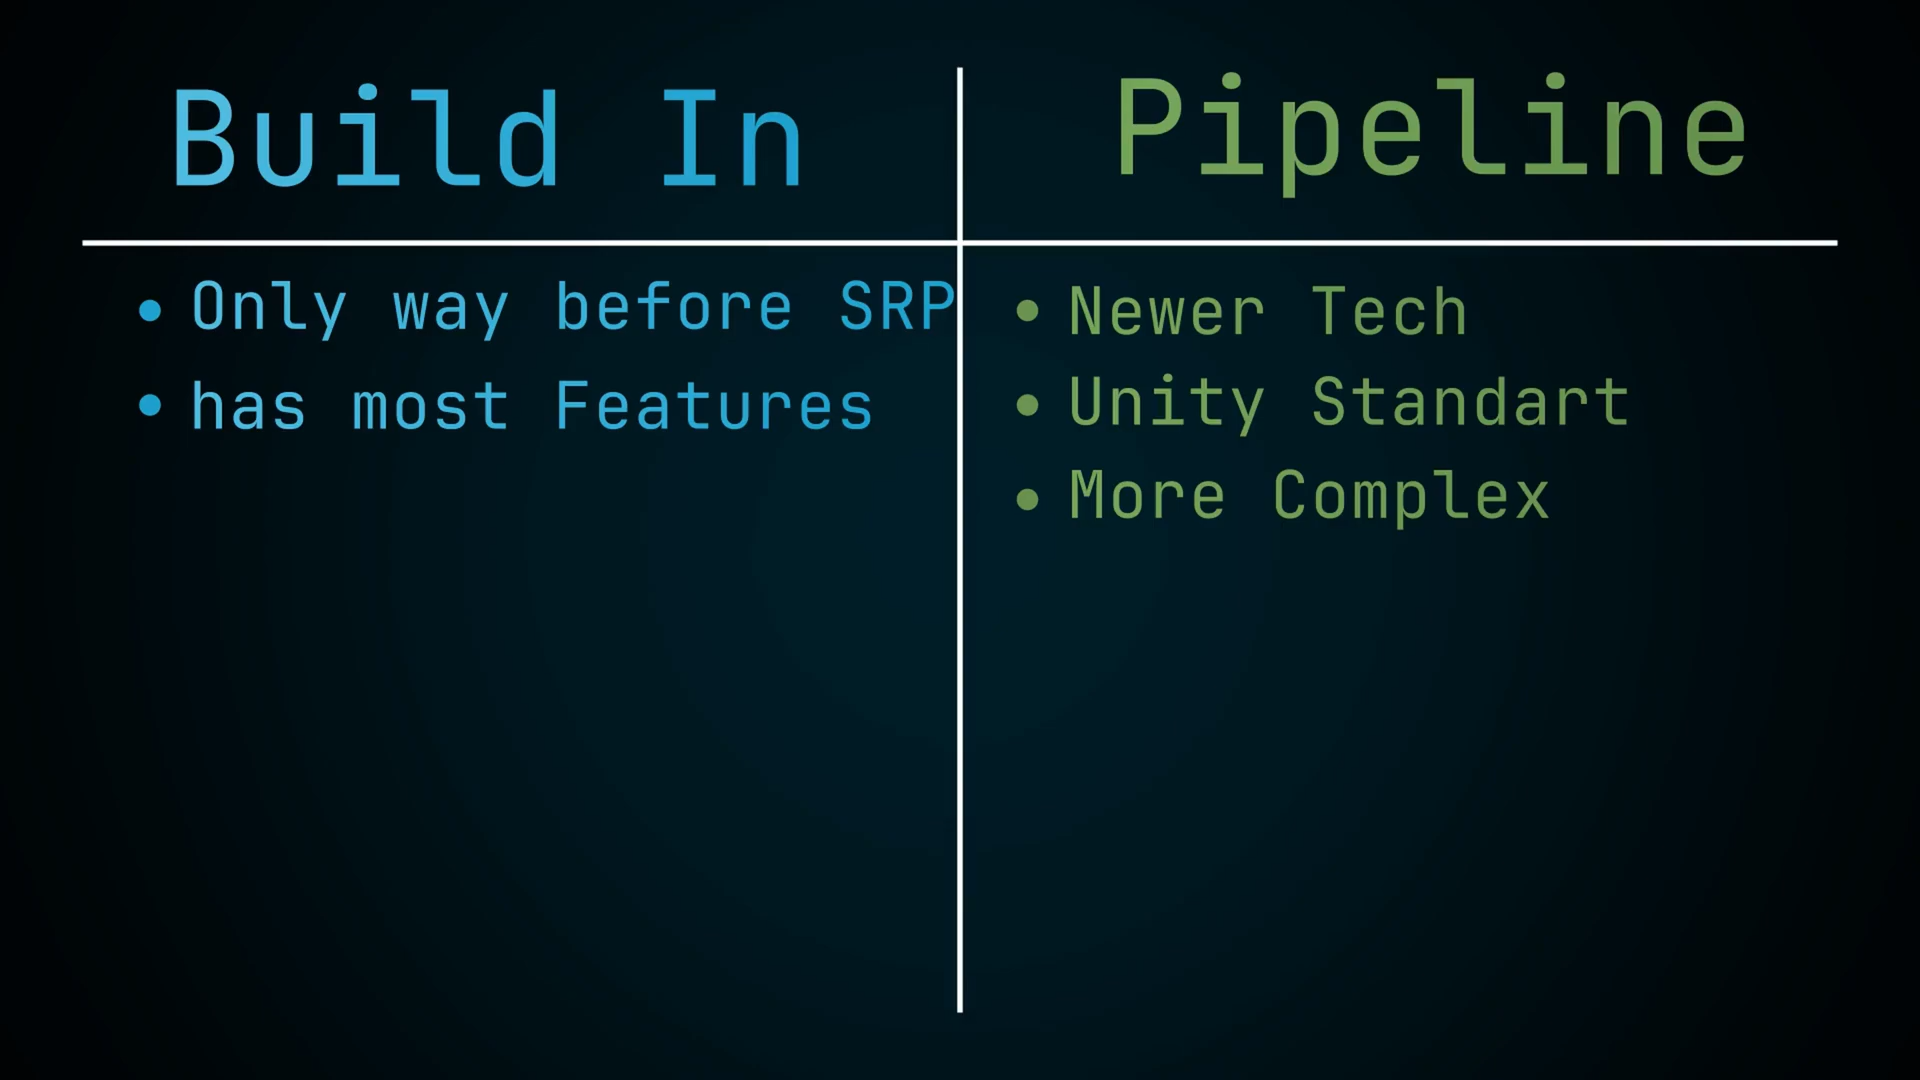 Build In
Pipeline
• Only way before SRP
• has most Features
• Newer Tech
• Unity Standart
• More Complex